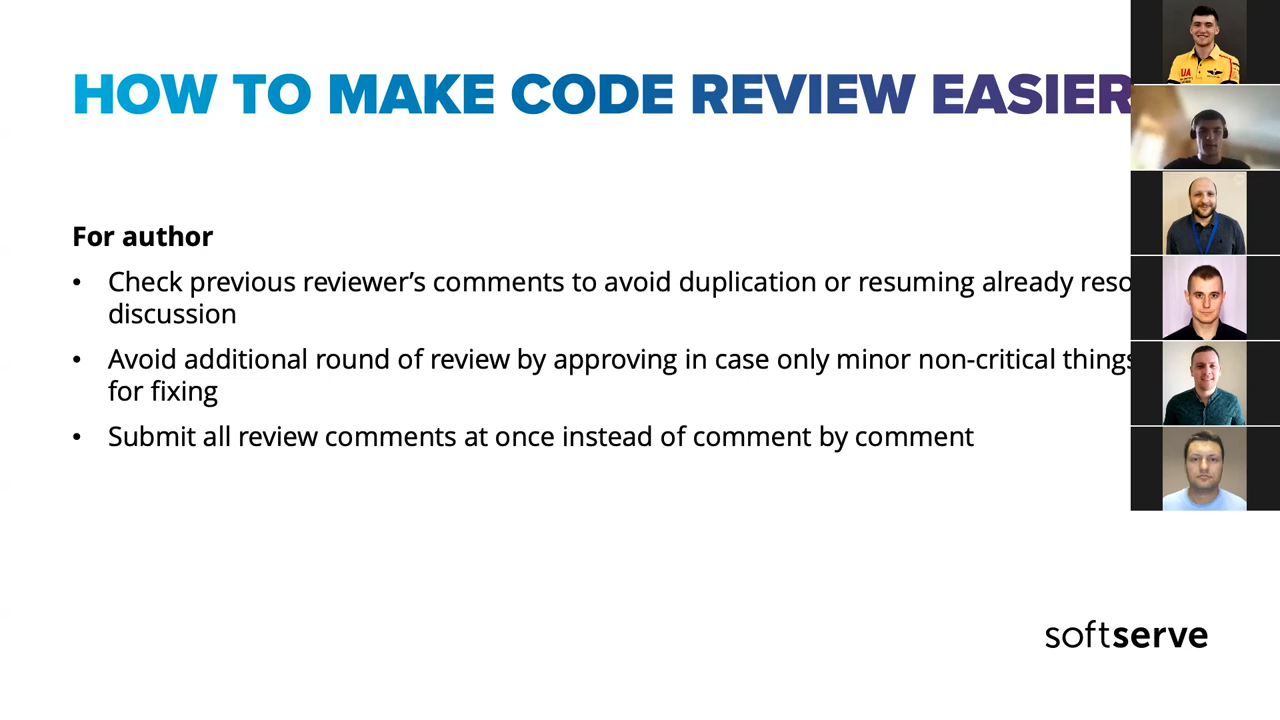 HOW TO MAKE CODE REVIEW EASIER
For author
• Check previous reviewer’s comments to avoid duplication or resuming already
discussion
• Avoid additional round of review by approving in case only minor non-critical things
for fixing
• Submit all review comments at once instead of comment by comment
UA
softserve